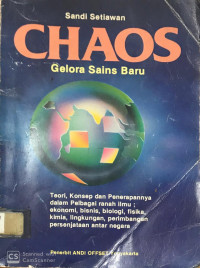 Sandi Setiawan
CHAOS
Gelora Sains Baru
Teori, Konsep dan Penerapannya
dalam Pelbagai ranah ilmu :
ekonomi, bisnis, biologi, fisika,
kimia, lingkungan, perimbangan
persenjataan antar negara
Penerbit ANDI OFFSET Yogyakarta
CS
Scanned with
CamScanner